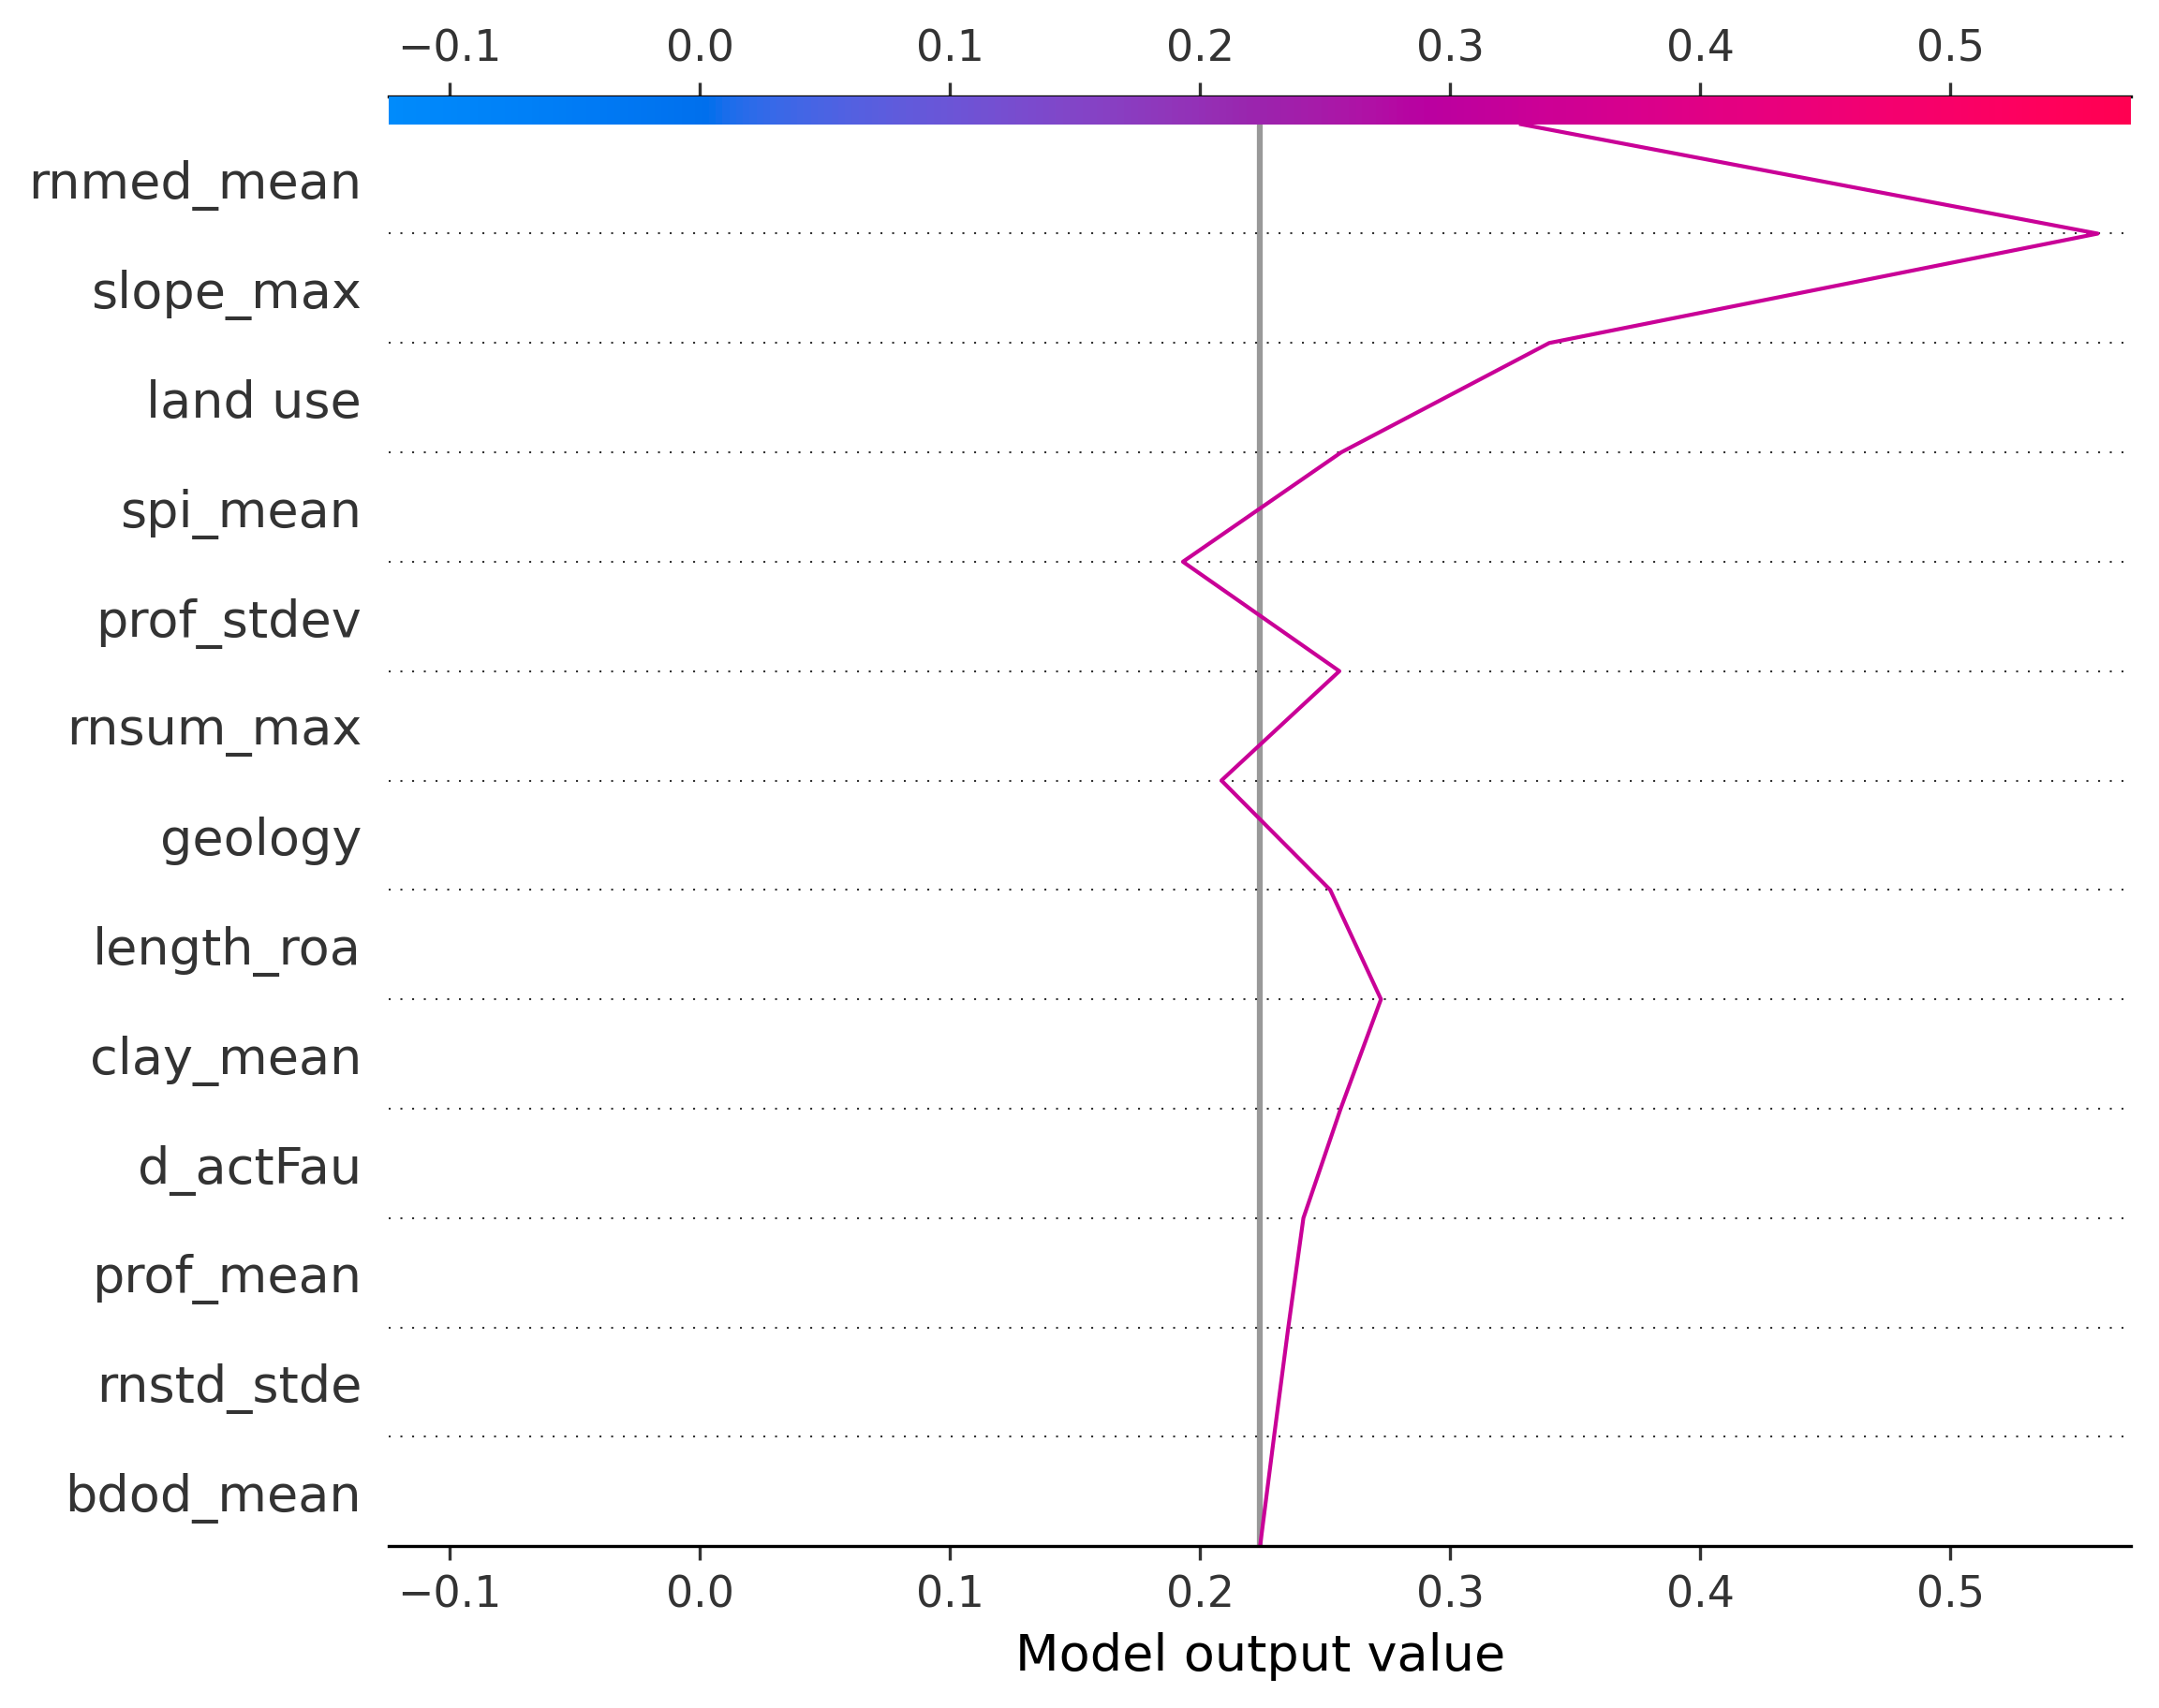 −0.1 0.0 0.1 0.2 0.3 0.4 0.5
rnmed_mean
slope_max
land use
spi_mean
prof_stdev
rnsum_max
geology
length_roa
clay_mean
d_actFau
prof_mean
rnstd_stde
bdod_mean
−0.1 0.0 0.1 0.2 0.3 0.4 0.5
Model output value